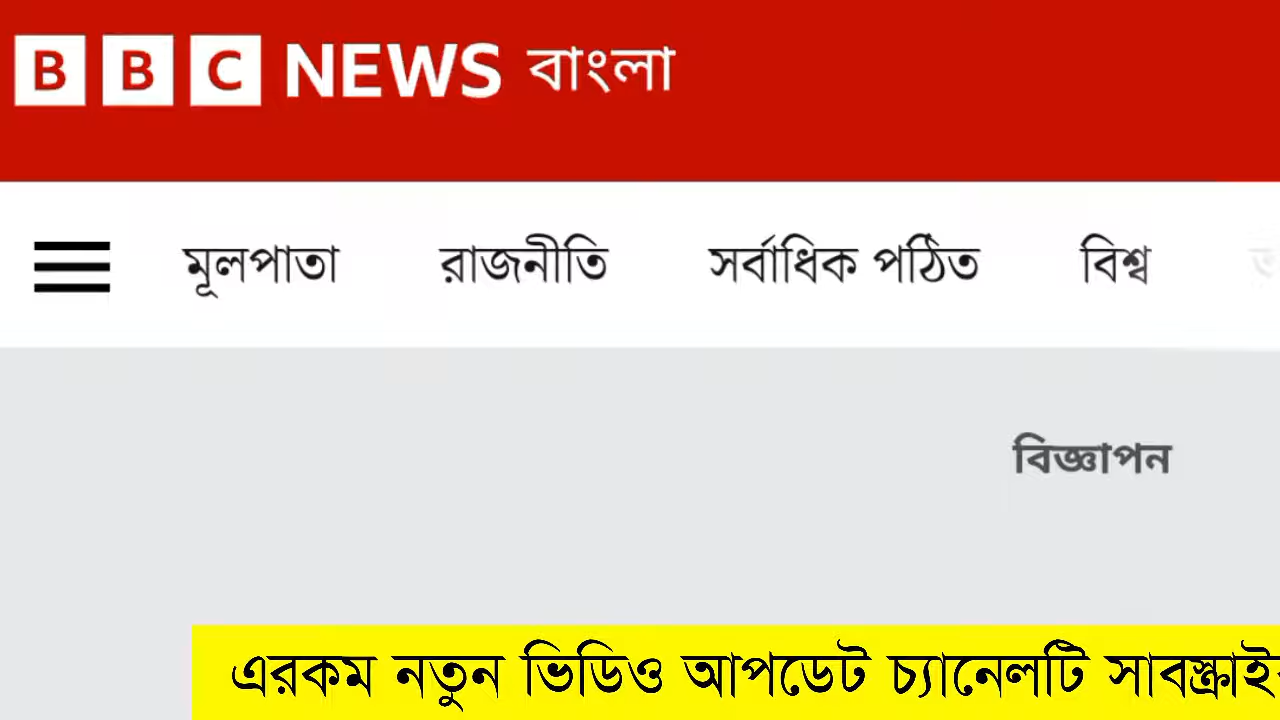 BBC NEWS বাংলা
মূলপাতা রাজনীতি সর্বাধিক পঠিত বিশ্ব
বিজ্ঞাপন
এরকম নতুন ভিডিও আপডেট চ্যানেলটি